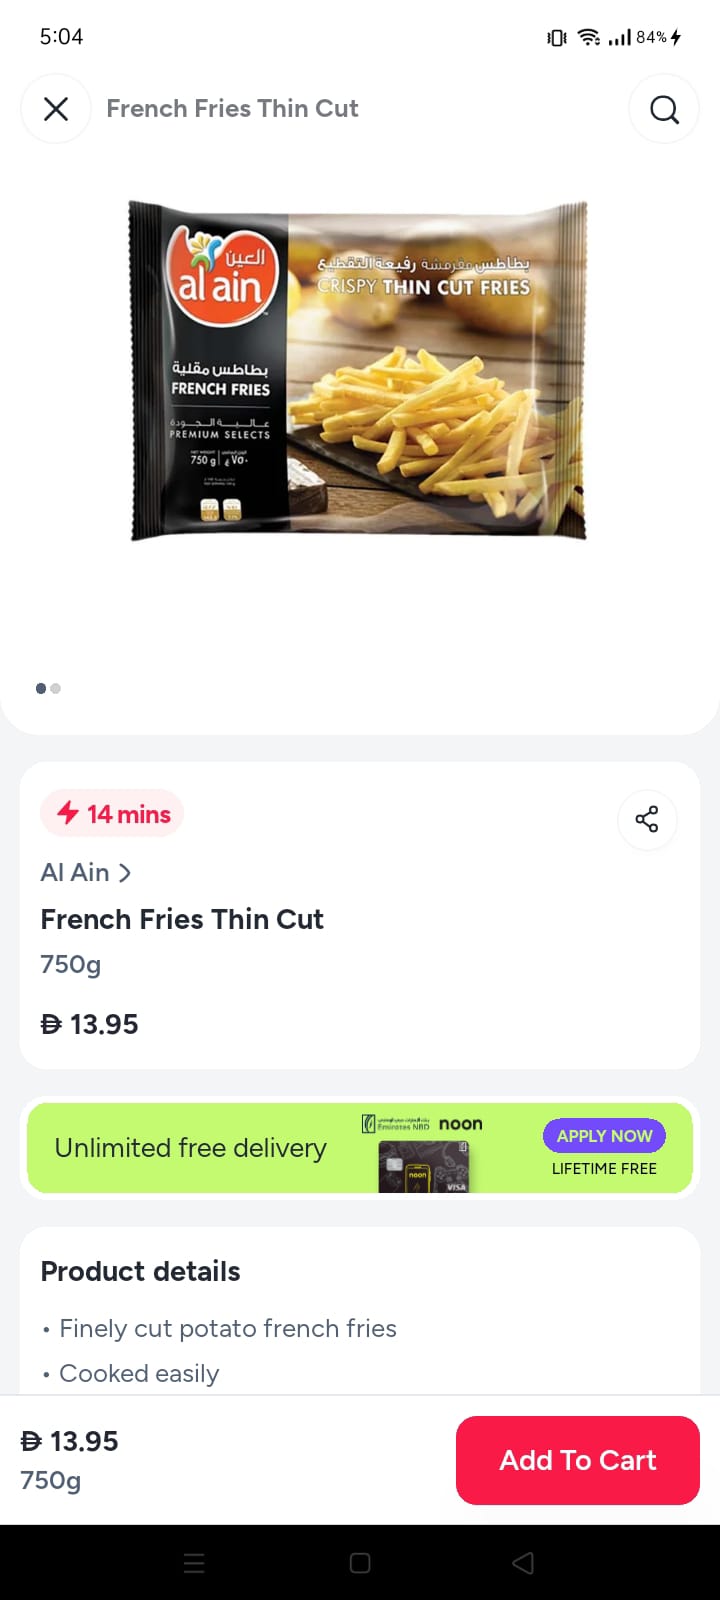 5:04
84%
French Fries Thin Cut
العين
al ain
بطاطس مقرمشة رفيعة التقطيع
CRISPY THIN CUT FRIES
بطاطس مقلية
FRENCH FRIES
عالية الجودة
PREMIUM SELECTS
750 g | ٧٥٠ g
14 mins
Al Ain
French Fries Thin Cut
750g
13.95
Unlimited free delivery
Emirates NBD
noon
noon
VISA
APPLY NOW
LIFETIME FREE
Product details
• Finely cut potato french fries
• Cooked easily
13.95
750g
Add To Cart